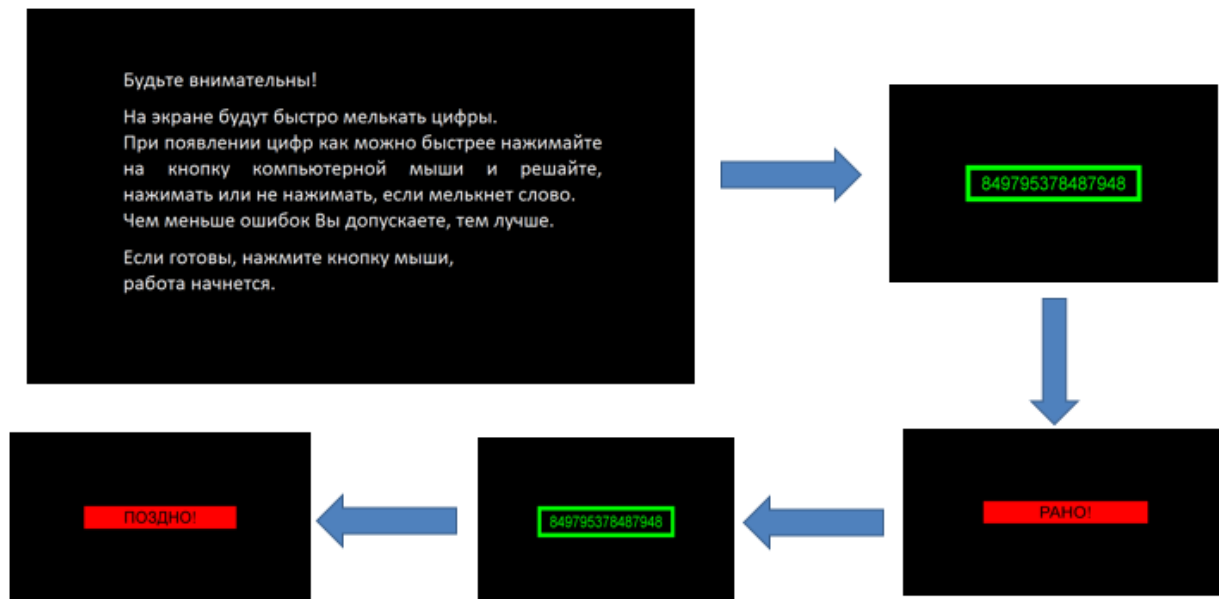 Будьте внимательны!
На экране будут быстро мелькать цифры.
При появлении цифр как можно быстрее нажимайте
на кнопку компьютерной мыши и решайте,
нажимать или не нажимать, если мелькнет слово.
Чем меньше ошибок Вы допускаете, тем лучше.
Если готовы, нажмите кнопку мыши,
работа начнется.
849795378487948
РАНО!
849795378487948
ПОЗДНО!